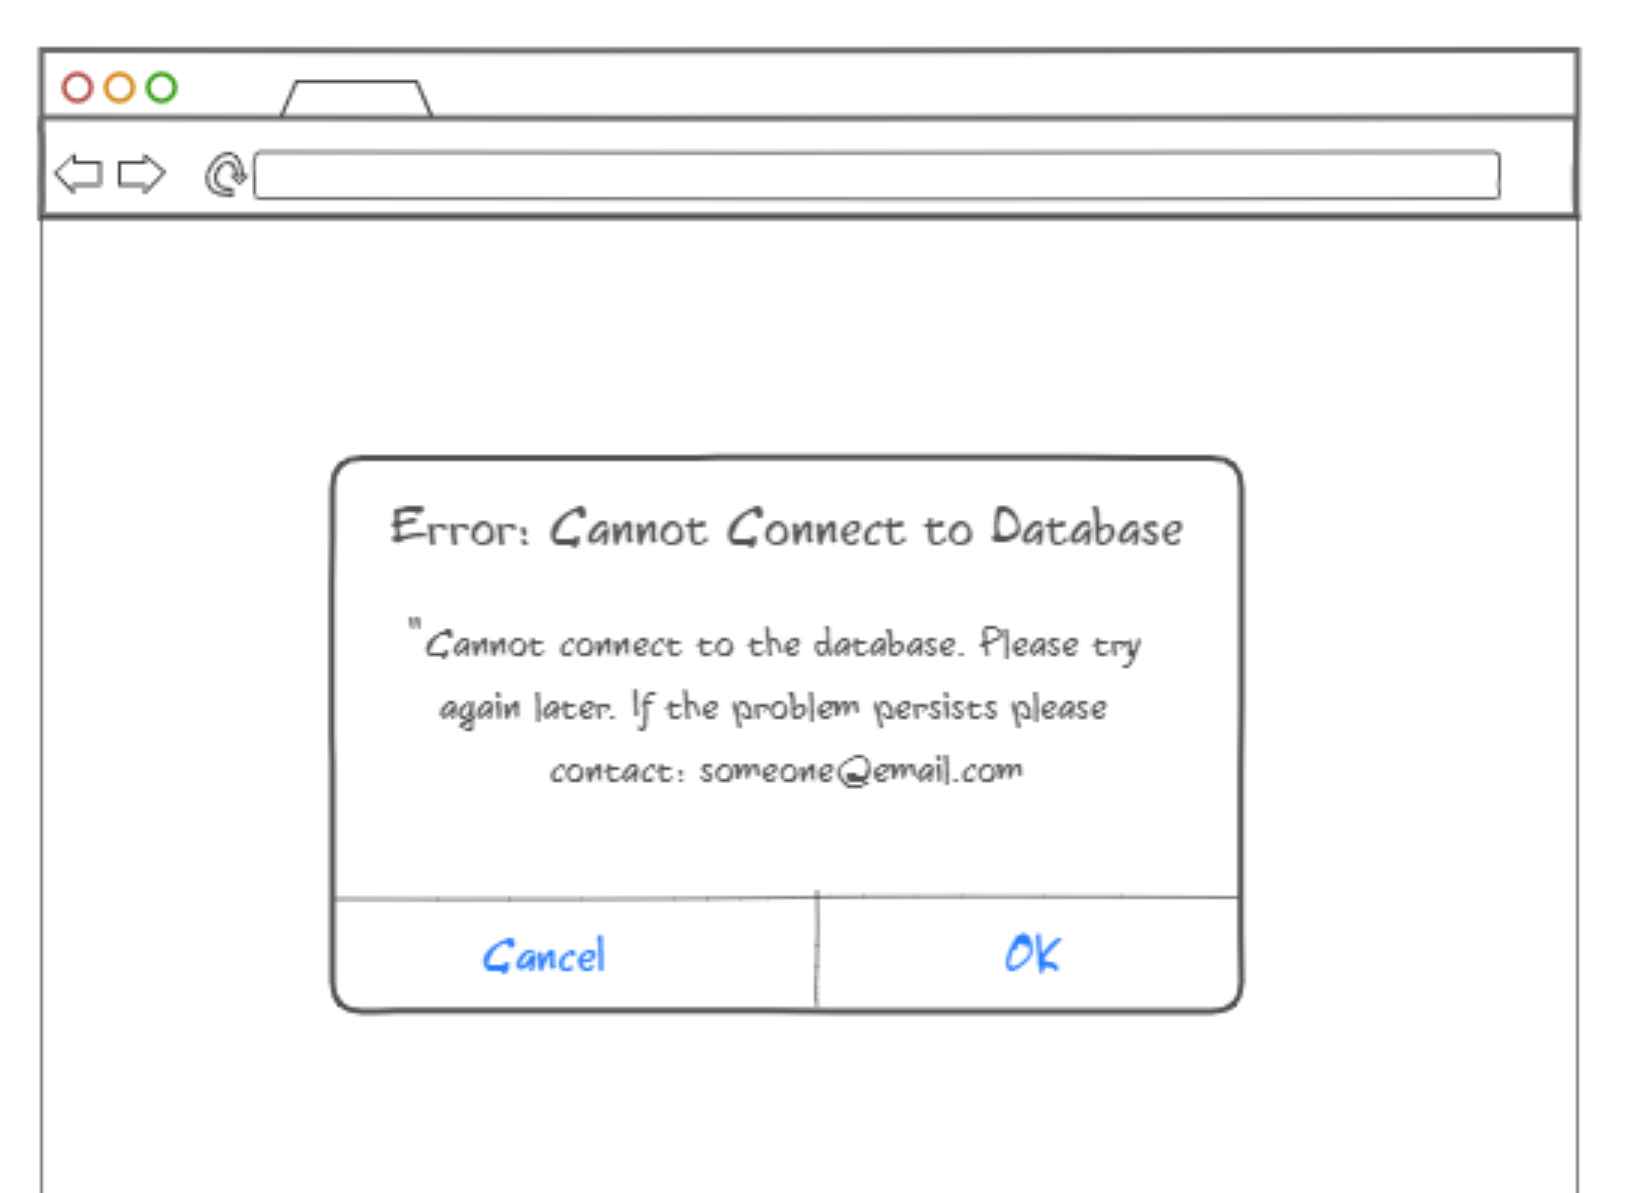 Error: Cannot Connect to Database
"Cannot connect to the database. Please try
again later. If the problem persists please
contact: someone@email.com
Cancel
OK